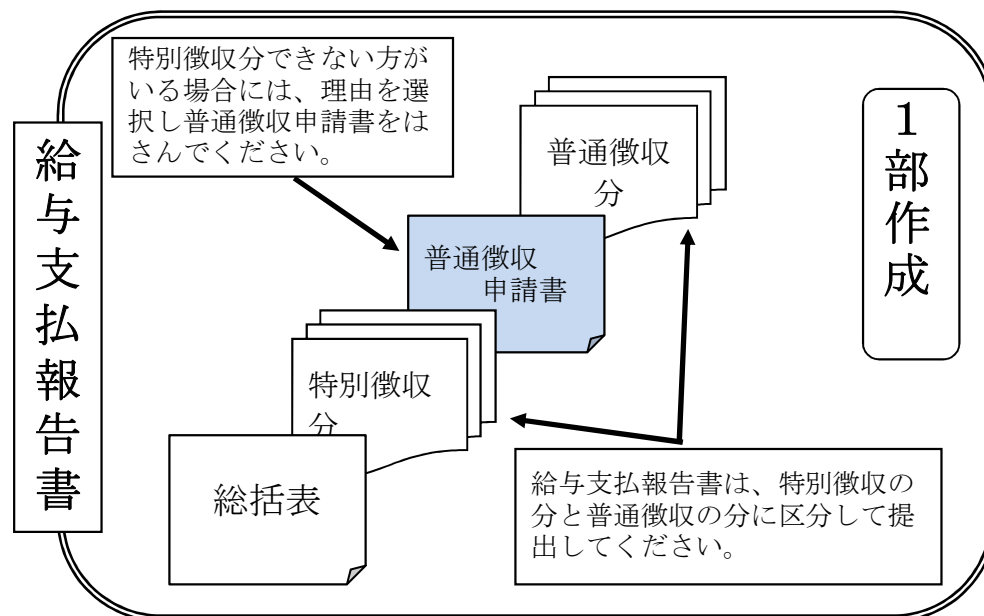 給与支払報告書
特別徴収分できない方が
いる場合には、理由を選
択し普通徴収申請書をは
さんでください。
普通徴収
分
1部作成
普通徴収
申請書
特別徴収
分
総括表
給与支払報告書は、特別徴収の
分と普通徴収の分に区分して提
出してください。